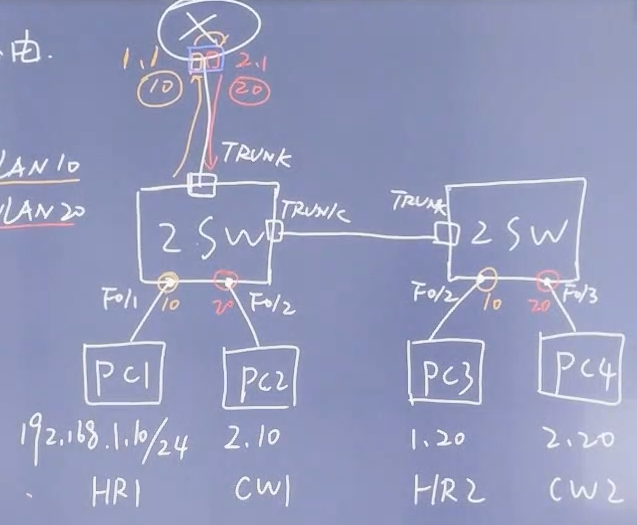 由.
X
1.1 2.1
10 20
VLAN10
VLAN20
TRUNK
TRUNK TRUNK
2SW 2SW
F0/1 10 20 F0/2 F0/2 10 20 F0/3
PC1 PC2 PC3 PC4
192.168.1.10/24 2.10 1.20 2.20
HR1 CW1 HR2 CW2